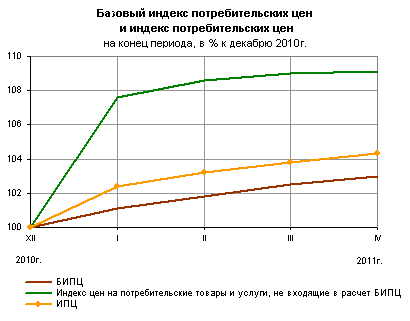 Базовый индекс потребительских цен
и индекс потребительских цен
на конец периода, в % к декабрю 2010г.
110
108
106
104
102
100
XII
I
II
III
IV
2010г.
2011г.
БИПЦ
Индекс цен на потребительские товары и услуги, не входящие в расчет БИПЦ
ИПЦ